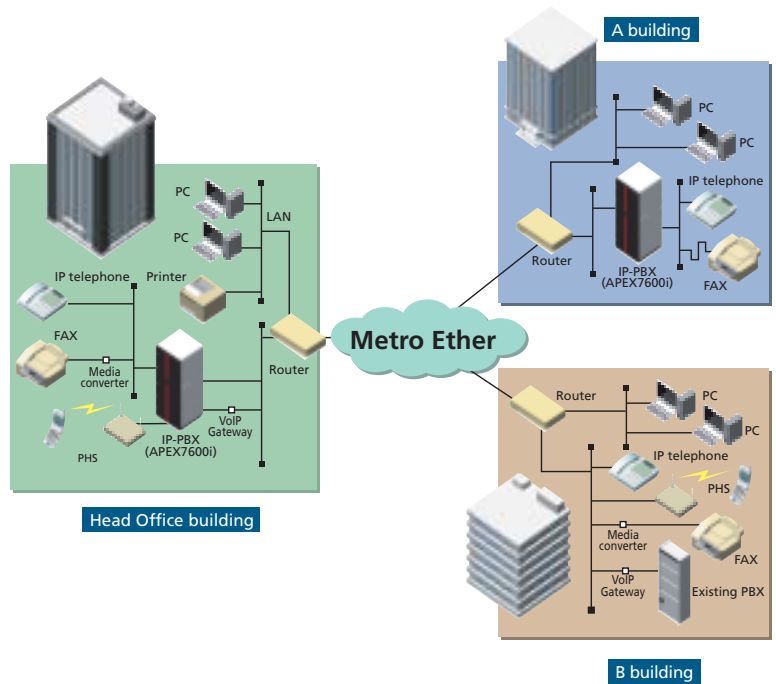 A building
PC
PC
IP telephone
Router
IP-PBX
(APEX7600i)
FAX
PC
LAN
PC
IP telephone
Printer
FAX
Media
converter
Router
VoIP
Gateway
PHS
IP-PBX
(APEX7600i)
Head Office building
Metro Ether
Router
PC
PC
IP telephone
PHS
Media
converter
FAX
VoIP
Gateway
Existing PBX
B building